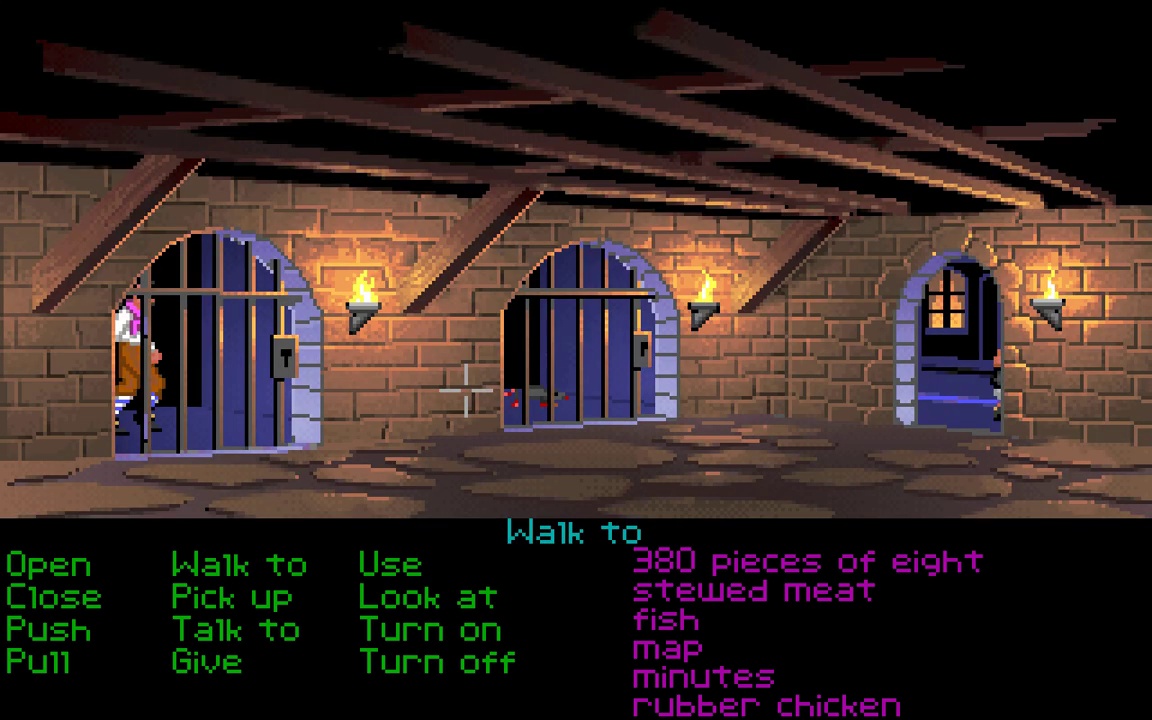 Walk to
Open Walk to Use
Close Pick up Look at
Push Talk to Turn on
Pull Give Turn off
380 pieces of eight
stewed meat
fish
map
minutes
rubber chicken